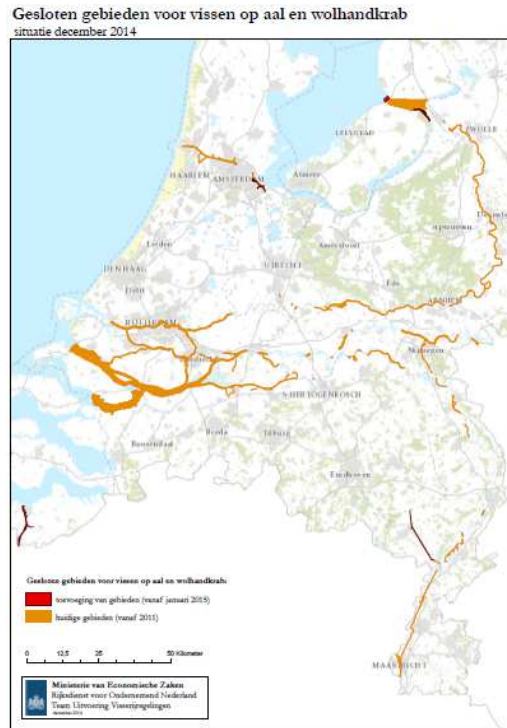 Gesloten gebieden voor vissen op aal en wolhandkrab
situatie december 2014
LELYSTAD
ZWOLLE
HAARLEM
AMSTERDAM
Almere
Apeldoorn
Amersfoort
Leiden
DEN HAAG
UTRECHT
Ede
Delft
ARNHEM
ROTTERDAM
Nijmegen
'S-HERTOGENBOSCH
Breda
Tilburg
Roosendaal
Eindhoven
MAASTRICHT
Gesloten gebieden voor vissen op aal en wolhandkrab:
toevoeging van gebieden (vanaf januari 2015)
huidige gebieden (vanaf 2011)
0 12,5 25 50 Kilometer
Ministerie van Economische Zaken
Rijksdienst voor Ondernemend Nederland
Team Uitvoering Visserijregelingen
december 2014